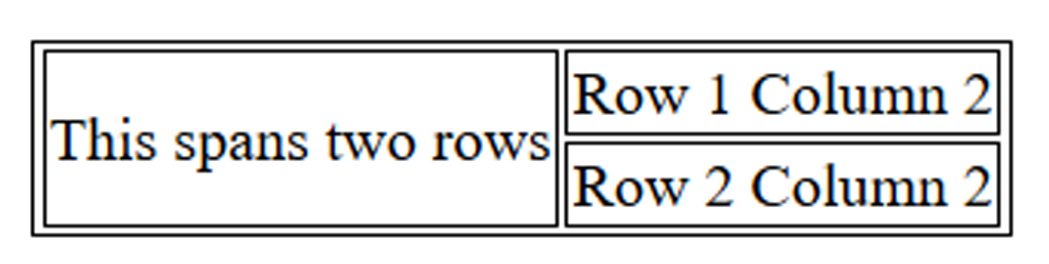 This spans two rows
Row 1 Column 2
Row 2 Column 2